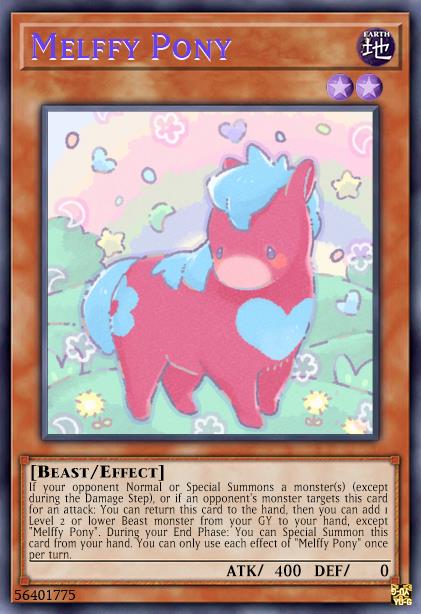 Melffy Pony
EARTH
地
[Beast/Effect]
If your opponent Normal or Special Summons a monster(s) (except
during the Damage Step), or if an opponent's monster targets this card
for an attack: You can return this card to the hand, then you can add 1
Level 2 or lower Beast monster from your GY to your hand, except
"Melffy Pony". During your End Phase: You can Special Summon this
card from your hand. You can only use each effect of "Melffy Pony" once
per turn.
ATK/ 400 DEF/ 0
56401775